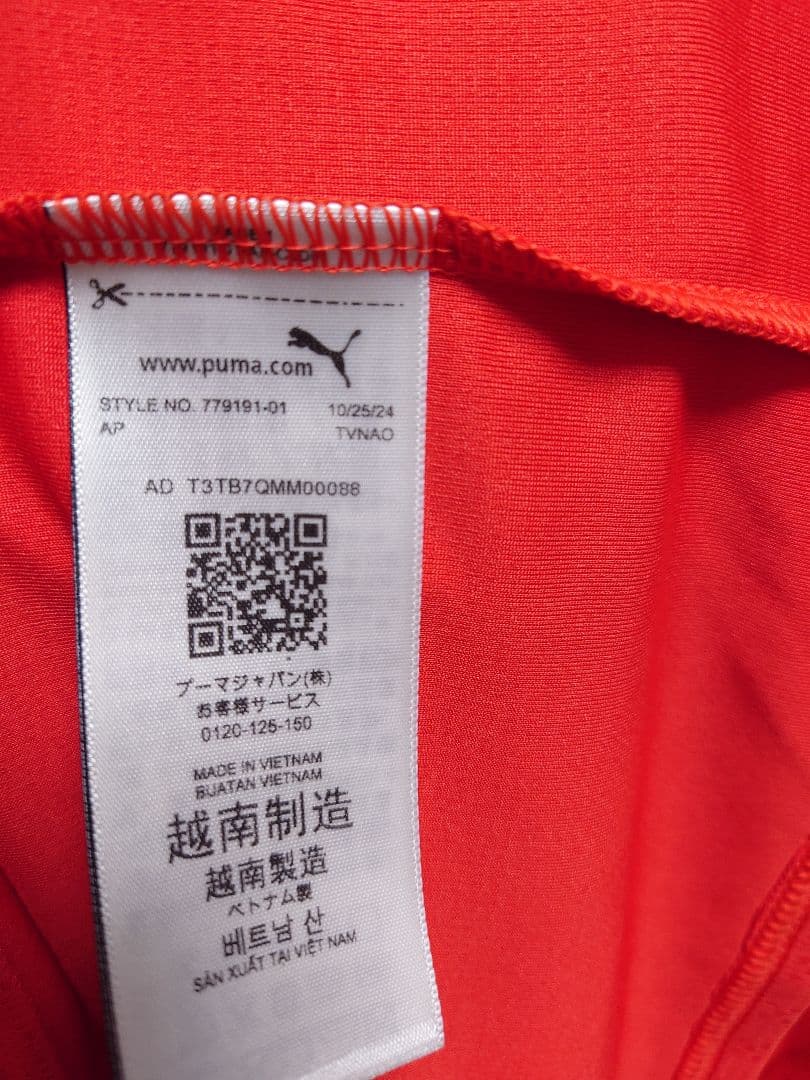 www.puma.com
STYLE NO. 779191-01 10/25/24
AP TVNAO
AD T3TB7QMM00088
プーマジャパン(株)
お客様サービス
0120-125-150
MADE IN VIETNAM
BUATAN VIETNAM
越南制造
越南製造
ベトナム製
베트남 산
SẢN XUẤT TẠI VIỆT NAM